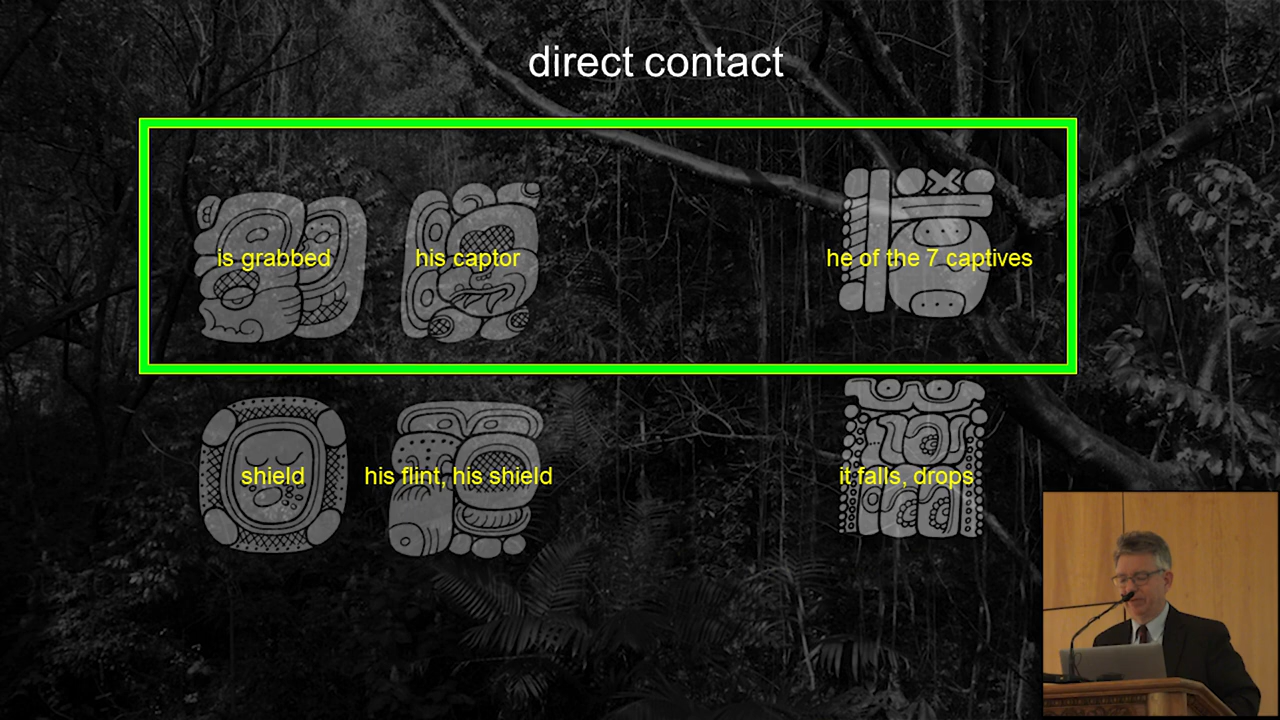 direct contact
is grabbed
his captor
he of the 7 captives
shield
his flint, his shield
it falls, drops